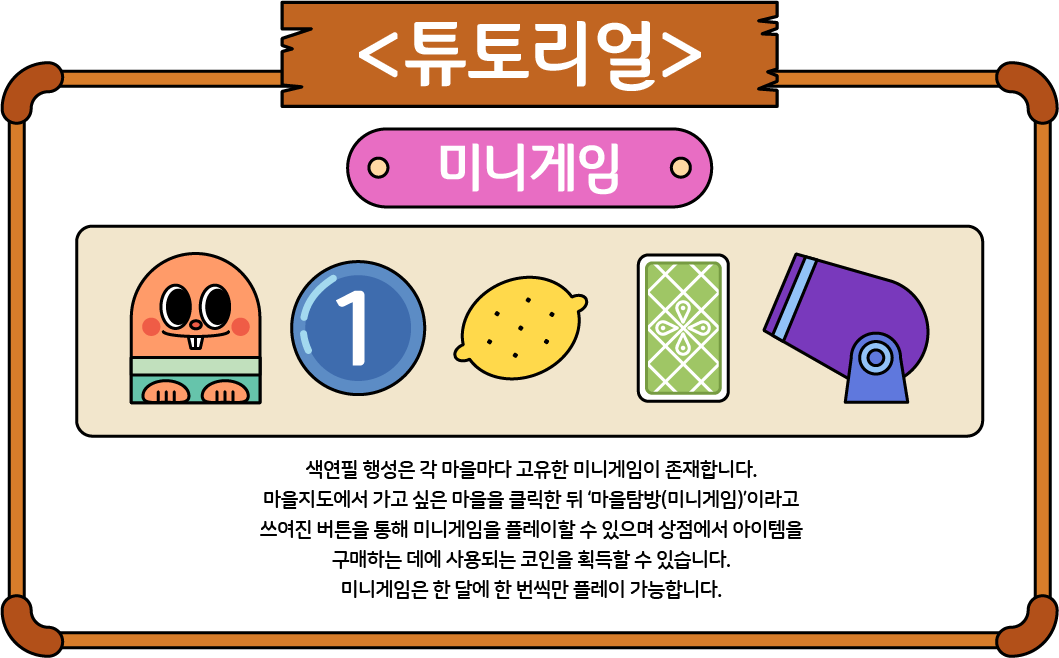 <튜토리얼>
미니게임
1
색연필 행성은 각 마을마다 고유한 미니게임이 존재합니다.
마을지도에서 가고 싶은 마을을 클릭한 뒤 ‘마을탐방(미니게임)’이라고
쓰여진 버튼을 통해 미니게임을 플레이할 수 있으며 상점에서 아이템을
구매하는 데에 사용되는 코인을 획득할 수 있습니다.
미니게임은 한 달에 한 번씩만 플레이 가능합니다.